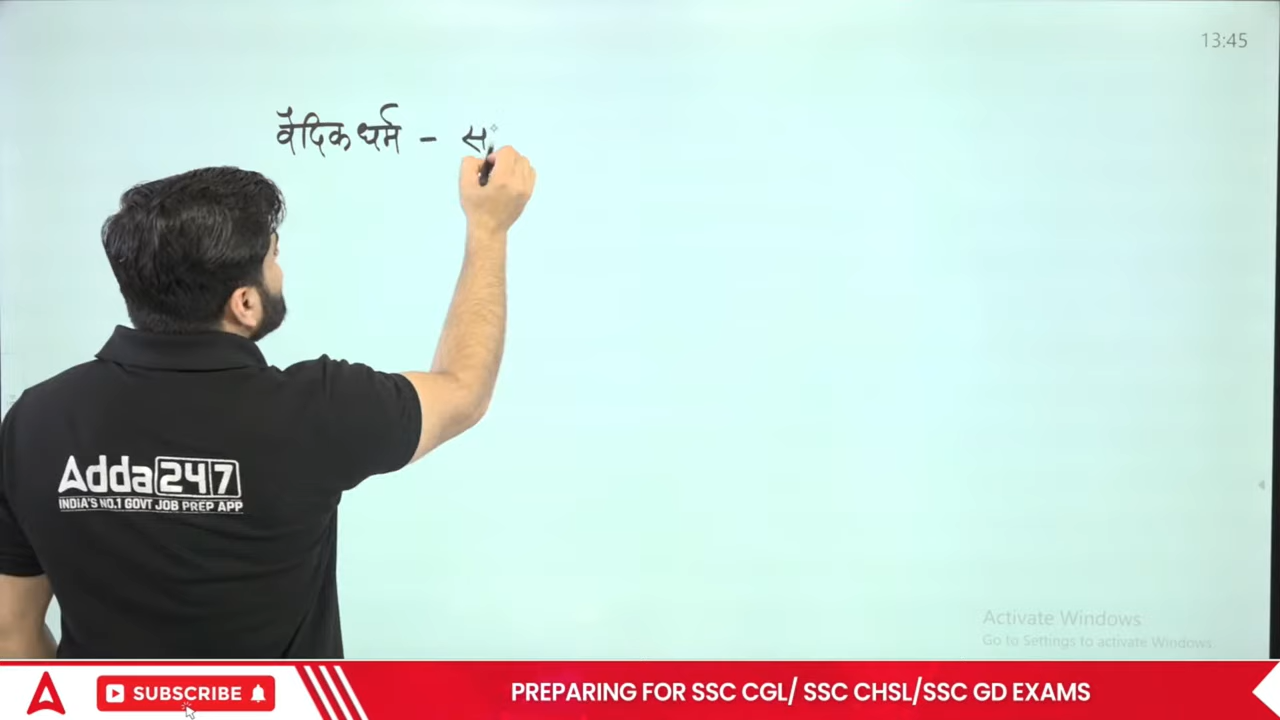 13:45
वैदिक धर्म - स
Adda247
INDIA'S NO.1 GOVT JOB PREP APP
Activate Windows
Go to Settings to activate Windows.
SUBSCRIBE
PREPARING FOR SSC CGL/ SSC CHSL/SSC GD EXAMS